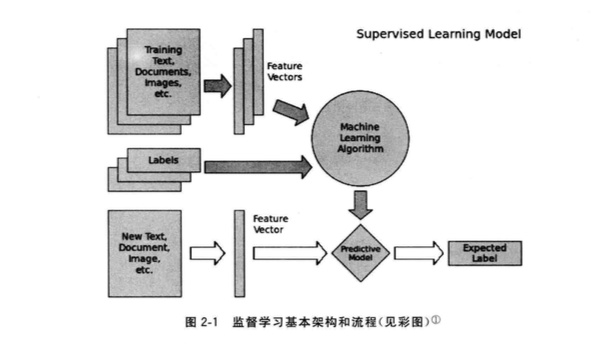 Supervised Learning Model
Training
Text,
Documents,
Images,
etc.
Feature
Vectors
Machine
Learning
Algorithm
Labels
New Text,
Document,
Image,
etc.
Feature
Vector
Predictive
Model
Expected
Label
图 2-1 监督学习基本架构和流程(见彩图)①